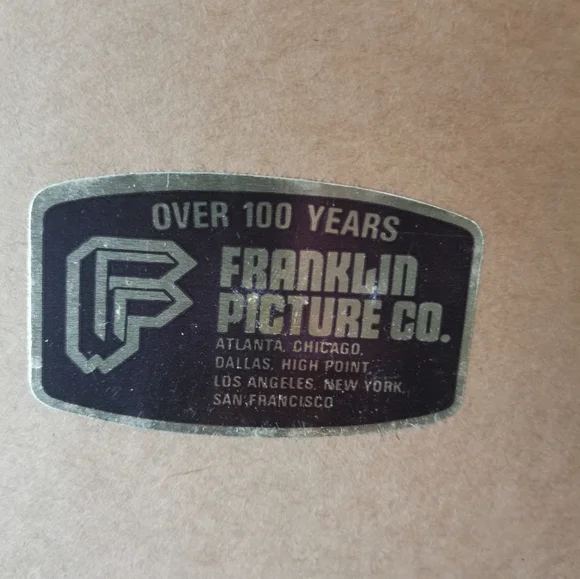 OVER 100 YEARS
FRANKLIN
PICTURE CO.
ATLANTA, CHICAGO,
DALLAS, HIGH POINT,
LOS ANGELES, NEW YORK,
SAN FRANCISCO